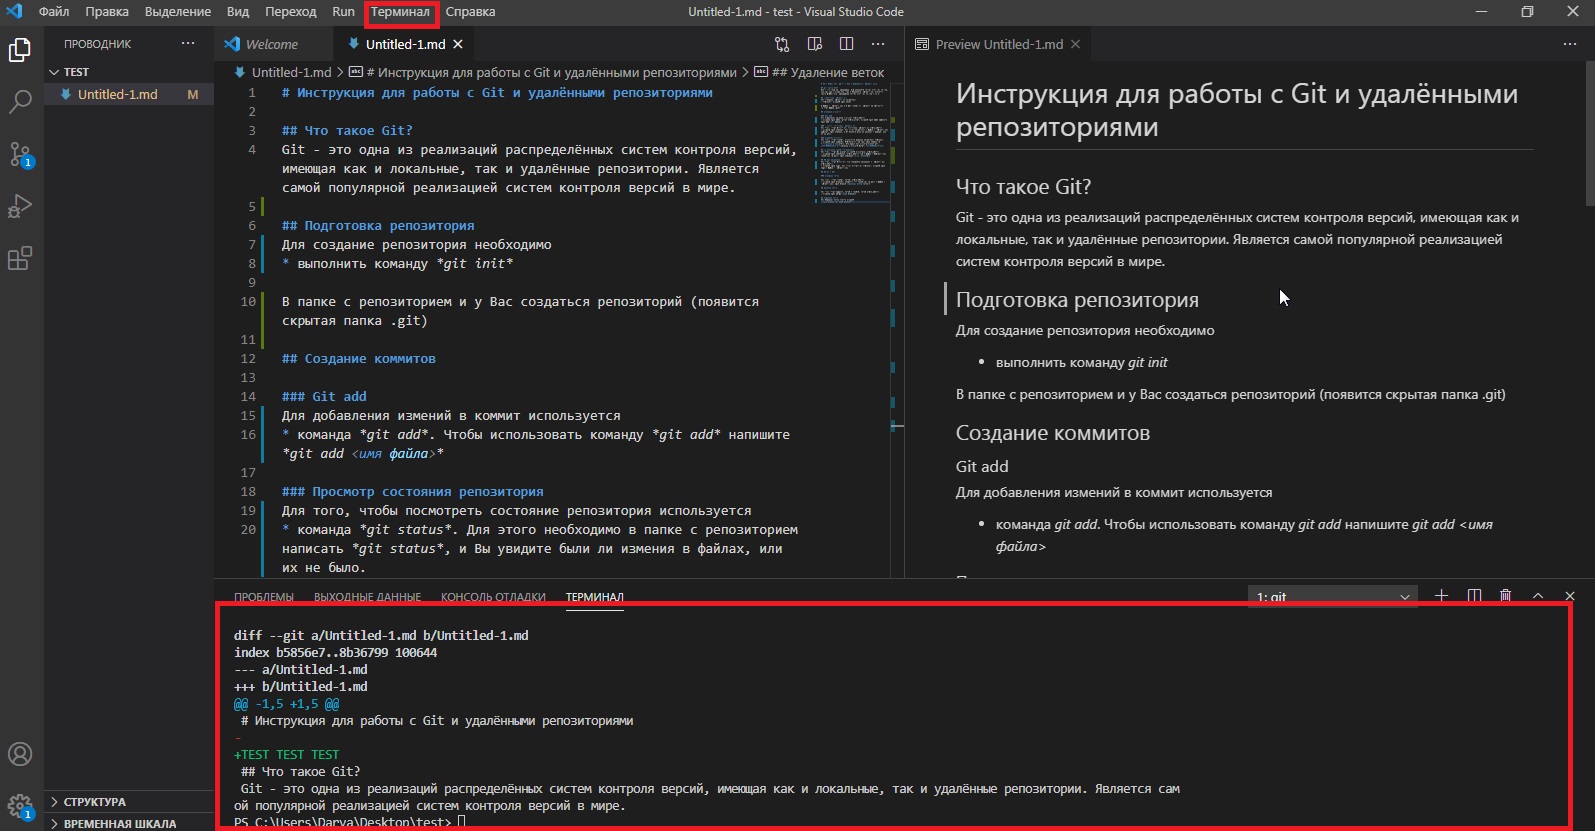 Файл Правка Выделение Вид Переход Run Терминал Справка
Untitled-1.md - test - Visual Studio Code
ПРОВОДНИК
TEST
Untitled-1.md M
СТРУКТУРА
ВРЕМЕННАЯ ШКАЛА
1
1
Welcome
Untitled-1.md
Untitled-1.md > # Инструкция для работы с Git и удалёнными репозиториями > ## Удаление веток
1 # Инструкция для работы с Git и удалёнными репозиториями
2
3 ## Что такое Git?
4 Git - это одна из реализаций распределённых систем контроля версий,
имеющая как и локальные, так и удалённые репозитории. Является
самой популярной реализацией систем контроля версий в мире.
5
6 ## Подготовка репозитория
7 Для создание репозитория необходимо
8 * выполнить команду *git init*
9
10 В папке с репозиторием и у Вас создаться репозиторий (появится
скрытая папка .git)
11
12 ## Создание коммитов
13
14 ### Git add
15 Для добавления измений в коммит используется
16 * команда *git add*. Чтобы использовать команду *git add* напишите
*git add <имя файла>*
17
18 ### Просмотр состояния репозитория
19 Для того, чтобы посмотреть состояние репозитория используется
20 * команда *git status*. Для этого необходимо в папке с репозиторием
написать *git status*, и Вы увидите были ли измения в файлах, или
их не было.
Preview Untitled-1.md
Инструкция для работы с Git и удалёнными
репозиториями
Что такое Git?
Git - это одна из реализаций распределённых систем контроля версий, имеющая как и
локальные, так и удалённые репозитории. Является самой популярной реализацией
систем контроля версий в мире.
Подготовка репозитория
Для создание репозитория необходимо
• выполнить команду git init
В папке с репозиторием и у Вас создаться репозиторий (появится скрытая папка .git)
Создание коммитов
Git add
Для добавления измений в коммит используется
• команда git add. Чтобы использовать команду git add напишите git add <имя
файла>
ПРОБЛЕМЫ ВЫХОДНЫЕ ДАННЫЕ КОНСОЛЬ ОТЛАДКИ ТЕРМИНАЛ
1: git
diff --git a/Untitled-1.md b/Untitled-1.md
index b5856e7..8b36799 100644
--- a/Untitled-1.md
+++ b/Untitled-1.md
@@ -1,5 +1,5 @@
# Инструкция для работы с Git и удалёнными репозиториями
-
+TEST TEST TEST
## Что такое Git?
Git - это одна из реализаций распределённых систем контроля версий, имеющая как и локальные, так и удалённые репозитории. Является сам
ой популярной реализацией систем контроля версий в мире.
PS C:\Users\Darya\Desktop\test>